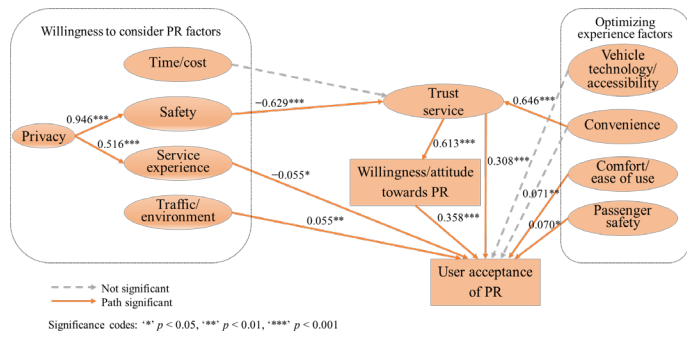 Willingness to consider PR factors
Time/cost
Safety
Privacy
Service
experience
Traffic/
environment
0.946***
0.516***
−0.629***
−0.055*
0.055**
Trust
service
0.613***
Willingness/attitude
towards PR
0.358***
0.308***
User acceptance
of PR
Optimizing
experience factors
Vehicle
technology/
accessibility
0.646***
Convenience
Comfort/
ease of use
0.071**
Passenger
safety
0.070*
Not significant
Path significant
Significance codes: ‘*’ p < 0.05, ‘**’ p < 0.01, ‘***’ p < 0.001